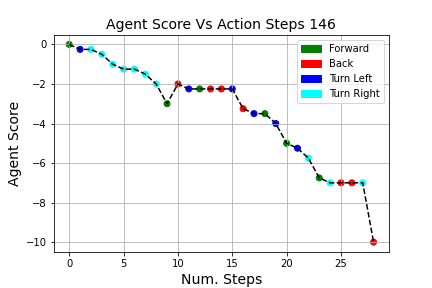 Agent Score Vs Action Steps 146
Agent Score
0
−2
−4
−6
−8
−10
Forward
Back
Turn Left
Turn Right
0 5 10 15 20 25
Num. Steps